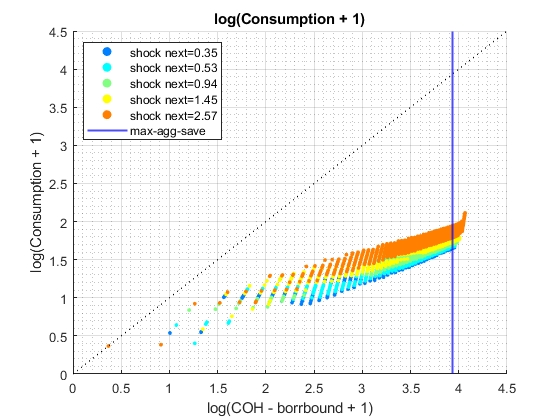 log(Consumption + 1)
4.5
4
3.5
3
2.5
2
1.5
1
0.5
0
log(Consumption + 1)
shock next=0.35
shock next=0.53
shock next=0.94
shock next=1.45
shock next=2.57
max-agg-save
0 0.5 1 1.5 2 2.5 3 3.5 4 4.5
log(COH - borrbound + 1)